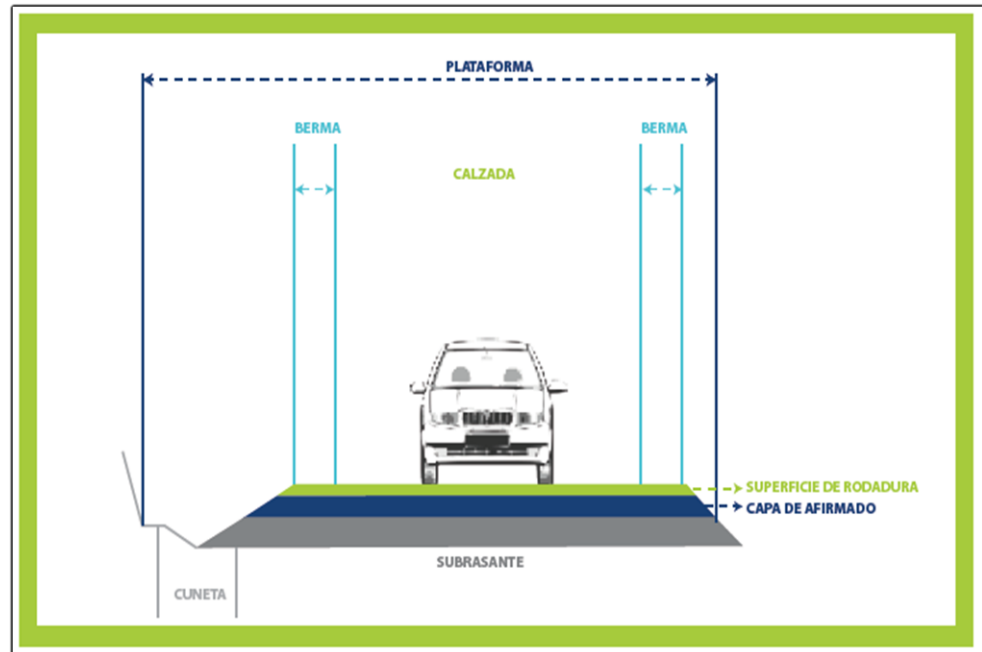 PLATAFORMA
BERMA
BERMA
CALZADA
SUPERFICIE DE RODADURA
CAPA DE AFIRMADO
SUBRASANTE
CUNETA